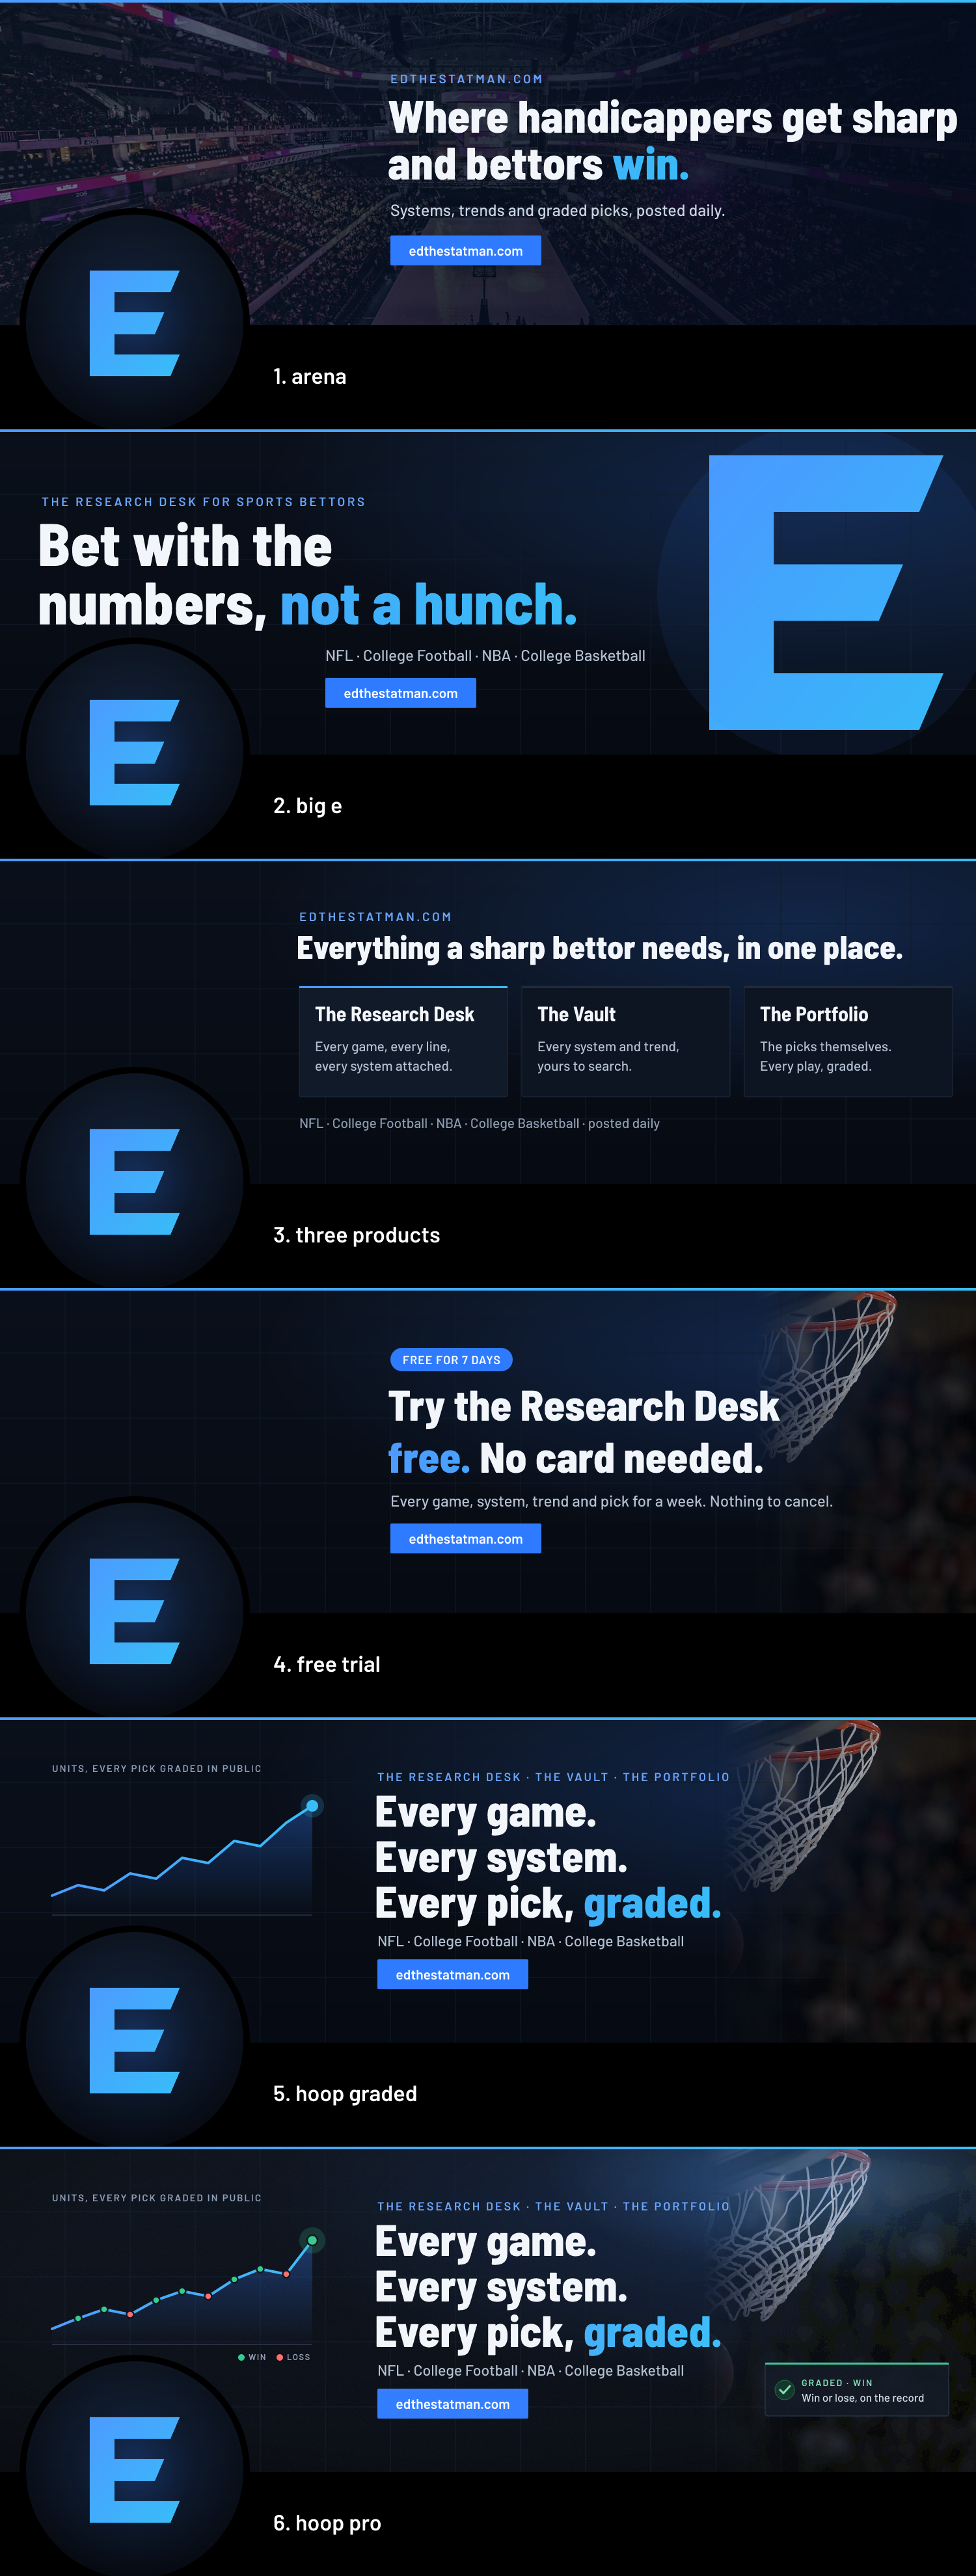 EDTHESTATMAN.COM
Where handicappers get sharp
and bettors win.
Systems, trends and graded picks, posted daily.
edthestatman.com
E
1. arena
THE RESEARCH DESK FOR SPORTS BETTORS
Bet with the
numbers, not a hunch.
NFL · College Football · NBA · College Basketball
edthestatman.com
E
E
2. big e
EDTHESTATMAN.COM
Everything a sharp bettor needs, in one place.
The Research Desk
Every game, every line,
every system attached.
The Vault
Every system and trend,
yours to search.
The Portfolio
The picks themselves.
Every play, graded.
NFL · College Football · NBA · College Basketball · posted daily
E
3. three products
FREE FOR 7 DAYS
Try the Research Desk
free. No card needed.
Every game, system, trend and pick for a week. Nothing to cancel.
edthestatman.com
E
4. free trial
UNITS, EVERY PICK GRADED IN PUBLIC
THE RESEARCH DESK · THE VAULT · THE PORTFOLIO
Every game.
Every system.
Every pick, graded.
NFL · College Football · NBA · College Basketball
edthestatman.com
E
5. hoop graded
UNITS, EVERY PICK GRADED IN PUBLIC
WIN LOSS
THE RESEARCH DESK · THE VAULT · THE PORTFOLIO
Every game.
Every system.
Every pick, graded.
NFL · College Football · NBA · College Basketball
edthestatman.com
GRADED · WIN
Win or lose, on the record
E
6. hoop pro